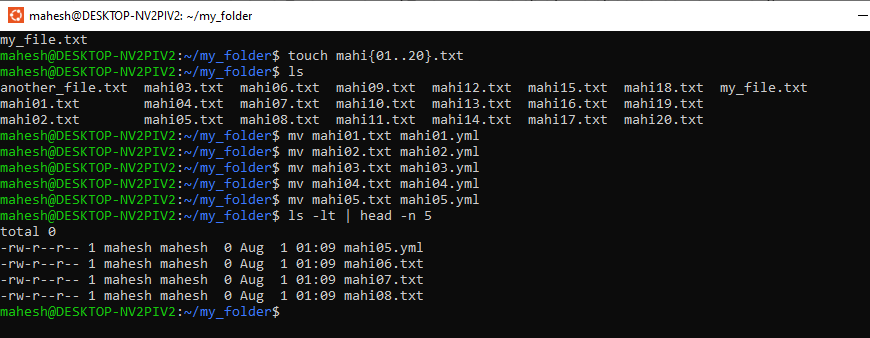 mahesh@DESKTOP-NV2PIV2: ~/my_folder
my_file.txt
mahesh@DESKTOP-NV2PIV2:~/my_folder$ touch mahi{01..20}.txt
mahesh@DESKTOP-NV2PIV2:~/my_folder$ ls
another_file.txt  mahi03.txt  mahi06.txt  mahi09.txt  mahi12.txt  mahi15.txt  mahi18.txt  my_file.txt
mahi01.txt        mahi04.txt  mahi07.txt  mahi10.txt  mahi13.txt  mahi16.txt  mahi19.txt
mahi02.txt        mahi05.txt  mahi08.txt  mahi11.txt  mahi14.txt  mahi17.txt  mahi20.txt
mahesh@DESKTOP-NV2PIV2:~/my_folder$ mv mahi01.txt mahi01.yml
mahesh@DESKTOP-NV2PIV2:~/my_folder$ mv mahi02.txt mahi02.yml
mahesh@DESKTOP-NV2PIV2:~/my_folder$ mv mahi03.txt mahi03.yml
mahesh@DESKTOP-NV2PIV2:~/my_folder$ mv mahi04.txt mahi04.yml
mahesh@DESKTOP-NV2PIV2:~/my_folder$ mv mahi05.txt mahi05.yml
mahesh@DESKTOP-NV2PIV2:~/my_folder$ ls -lt | head -n 5
total 0
-rw-r--r-- 1 mahesh mahesh  0 Aug  1 01:09 mahi05.yml
-rw-r--r-- 1 mahesh mahesh  0 Aug  1 01:09 mahi06.txt
-rw-r--r-- 1 mahesh mahesh  0 Aug  1 01:09 mahi07.txt
-rw-r--r-- 1 mahesh mahesh  0 Aug  1 01:09 mahi08.txt
mahesh@DESKTOP-NV2PIV2:~/my_folder$